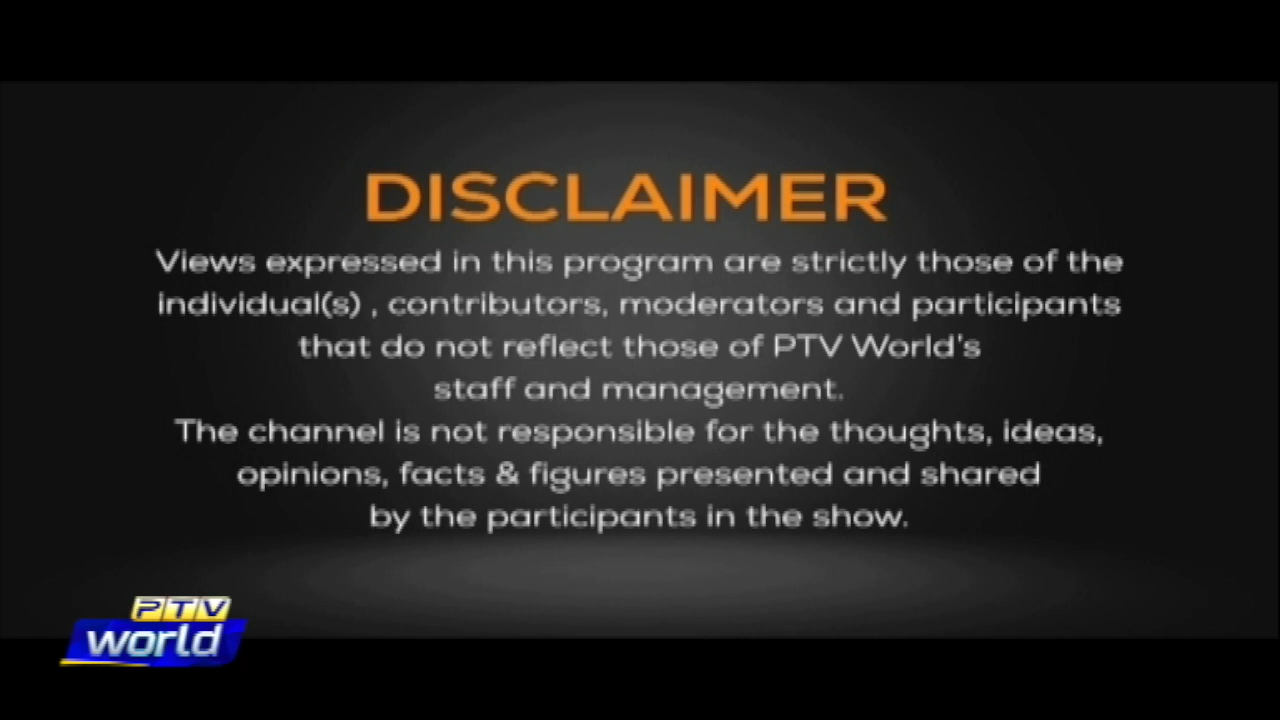 DISCLAIMER
Views expressed in this program are strictly those of the
individual(s) , contributors, moderators and participants
that do not reflect those of PTV World's
staff and management.
The channel is not responsible for the thoughts, ideas,
opinions, facts & figures presented and shared
by the participants in the show.
PTV
world